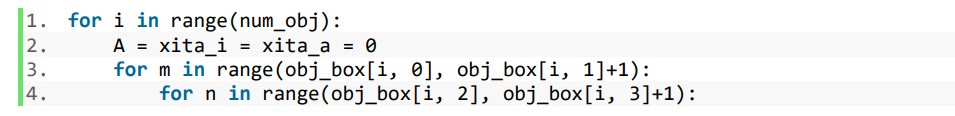 1. for i in range(num_obj):
2.     A = xita_i = xita_a = 0
3.     for m in range(obj_box[i, 0], obj_box[i, 1]+1):
4.         for n in range(obj_box[i, 2], obj_box[i, 3]+1):